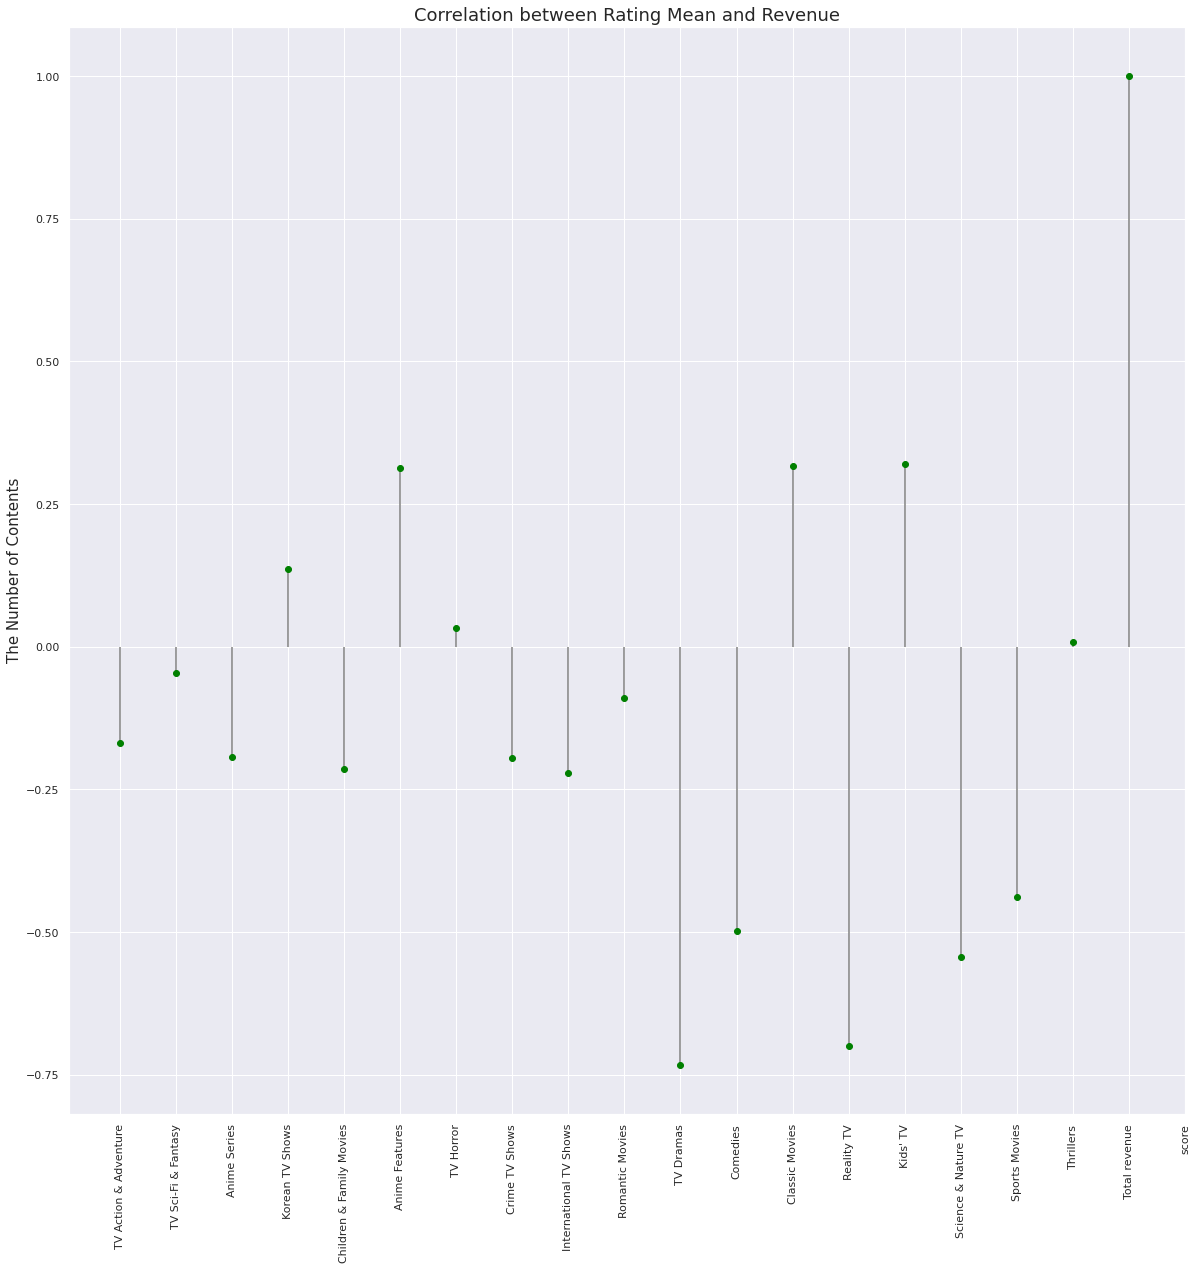 Correlation between Rating Mean and Revenue
The Number of Contents
1.00
0.75
0.50
0.25
0.00
−0.25
−0.50
−0.75
TV Action & Adventure
TV Sci-Fi & Fantasy
Anime Series
Korean TV Shows
Children & Family Movies
Anime Features
TV Horror
Crime TV Shows
International TV Shows
Romantic Movies
TV Dramas
Comedies
Classic Movies
Reality TV
Kids' TV
Science & Nature TV
Sports Movies
Thrillers
Total revenue
score